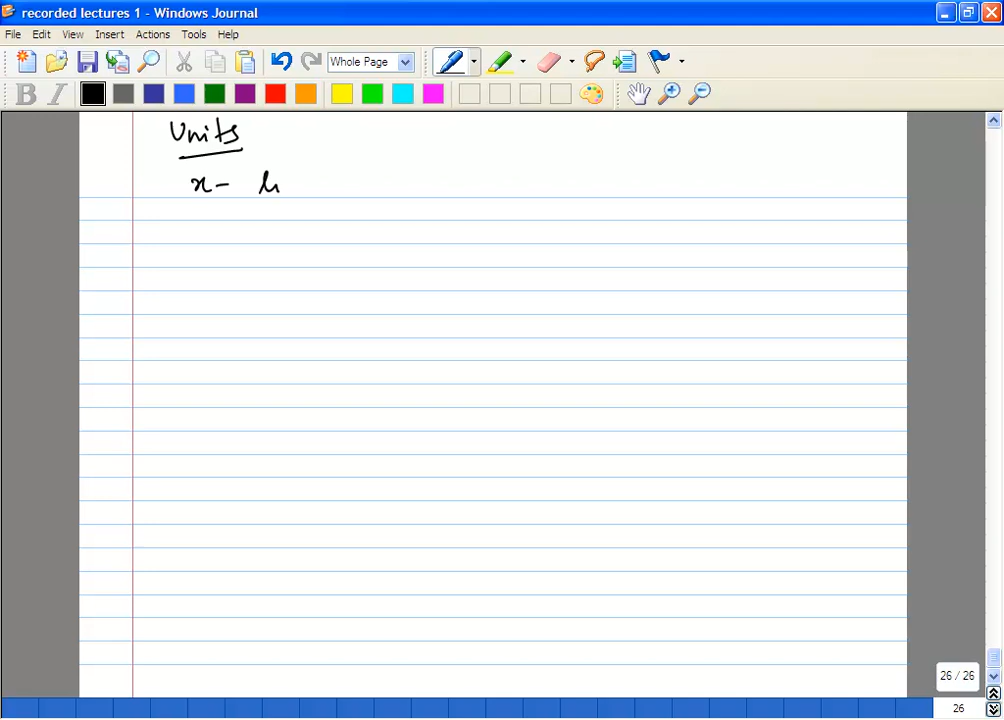 recorded lectures 1 - Windows Journal
File Edit View Insert Actions Tools Help
Whole Page
B I
Units
x -
26 / 26
26